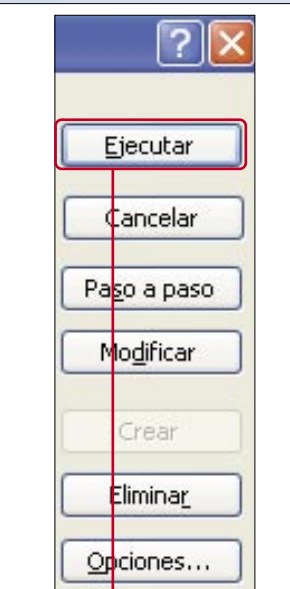 ?
Ejecutar
Cancelar
Paso a paso
Modificar
Crear
Eliminar
Opciones...